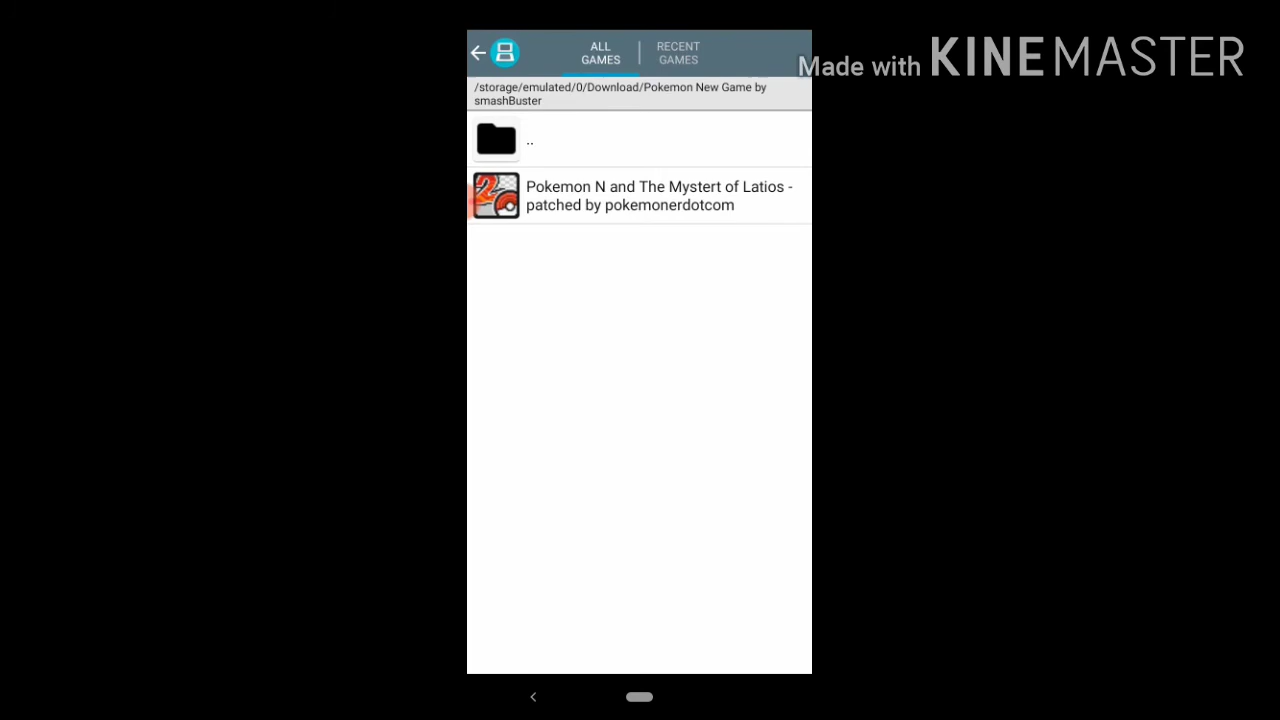 ALL
GAMES
RECENT
GAMES
Made with KINEMASTER
/storage/emulated/0/Download/Pokemon New Game by
smashBuster
..
Pokemon N and The Mystert of Latios -
patched by pokemonerdotcom
2